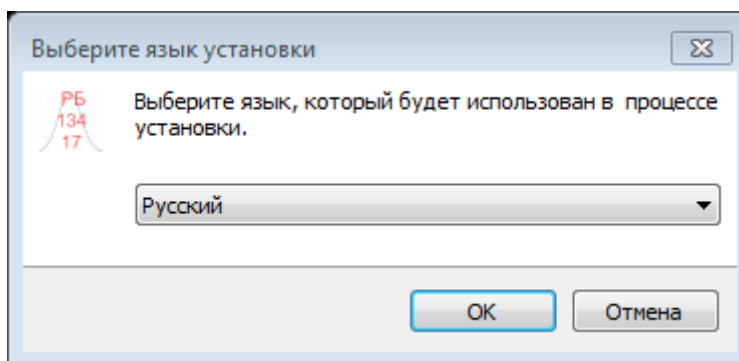 Выберите язык установки
РБ
134
17
Выберите язык, который будет использован в процессе
установки.
Русский
OK
Отмена